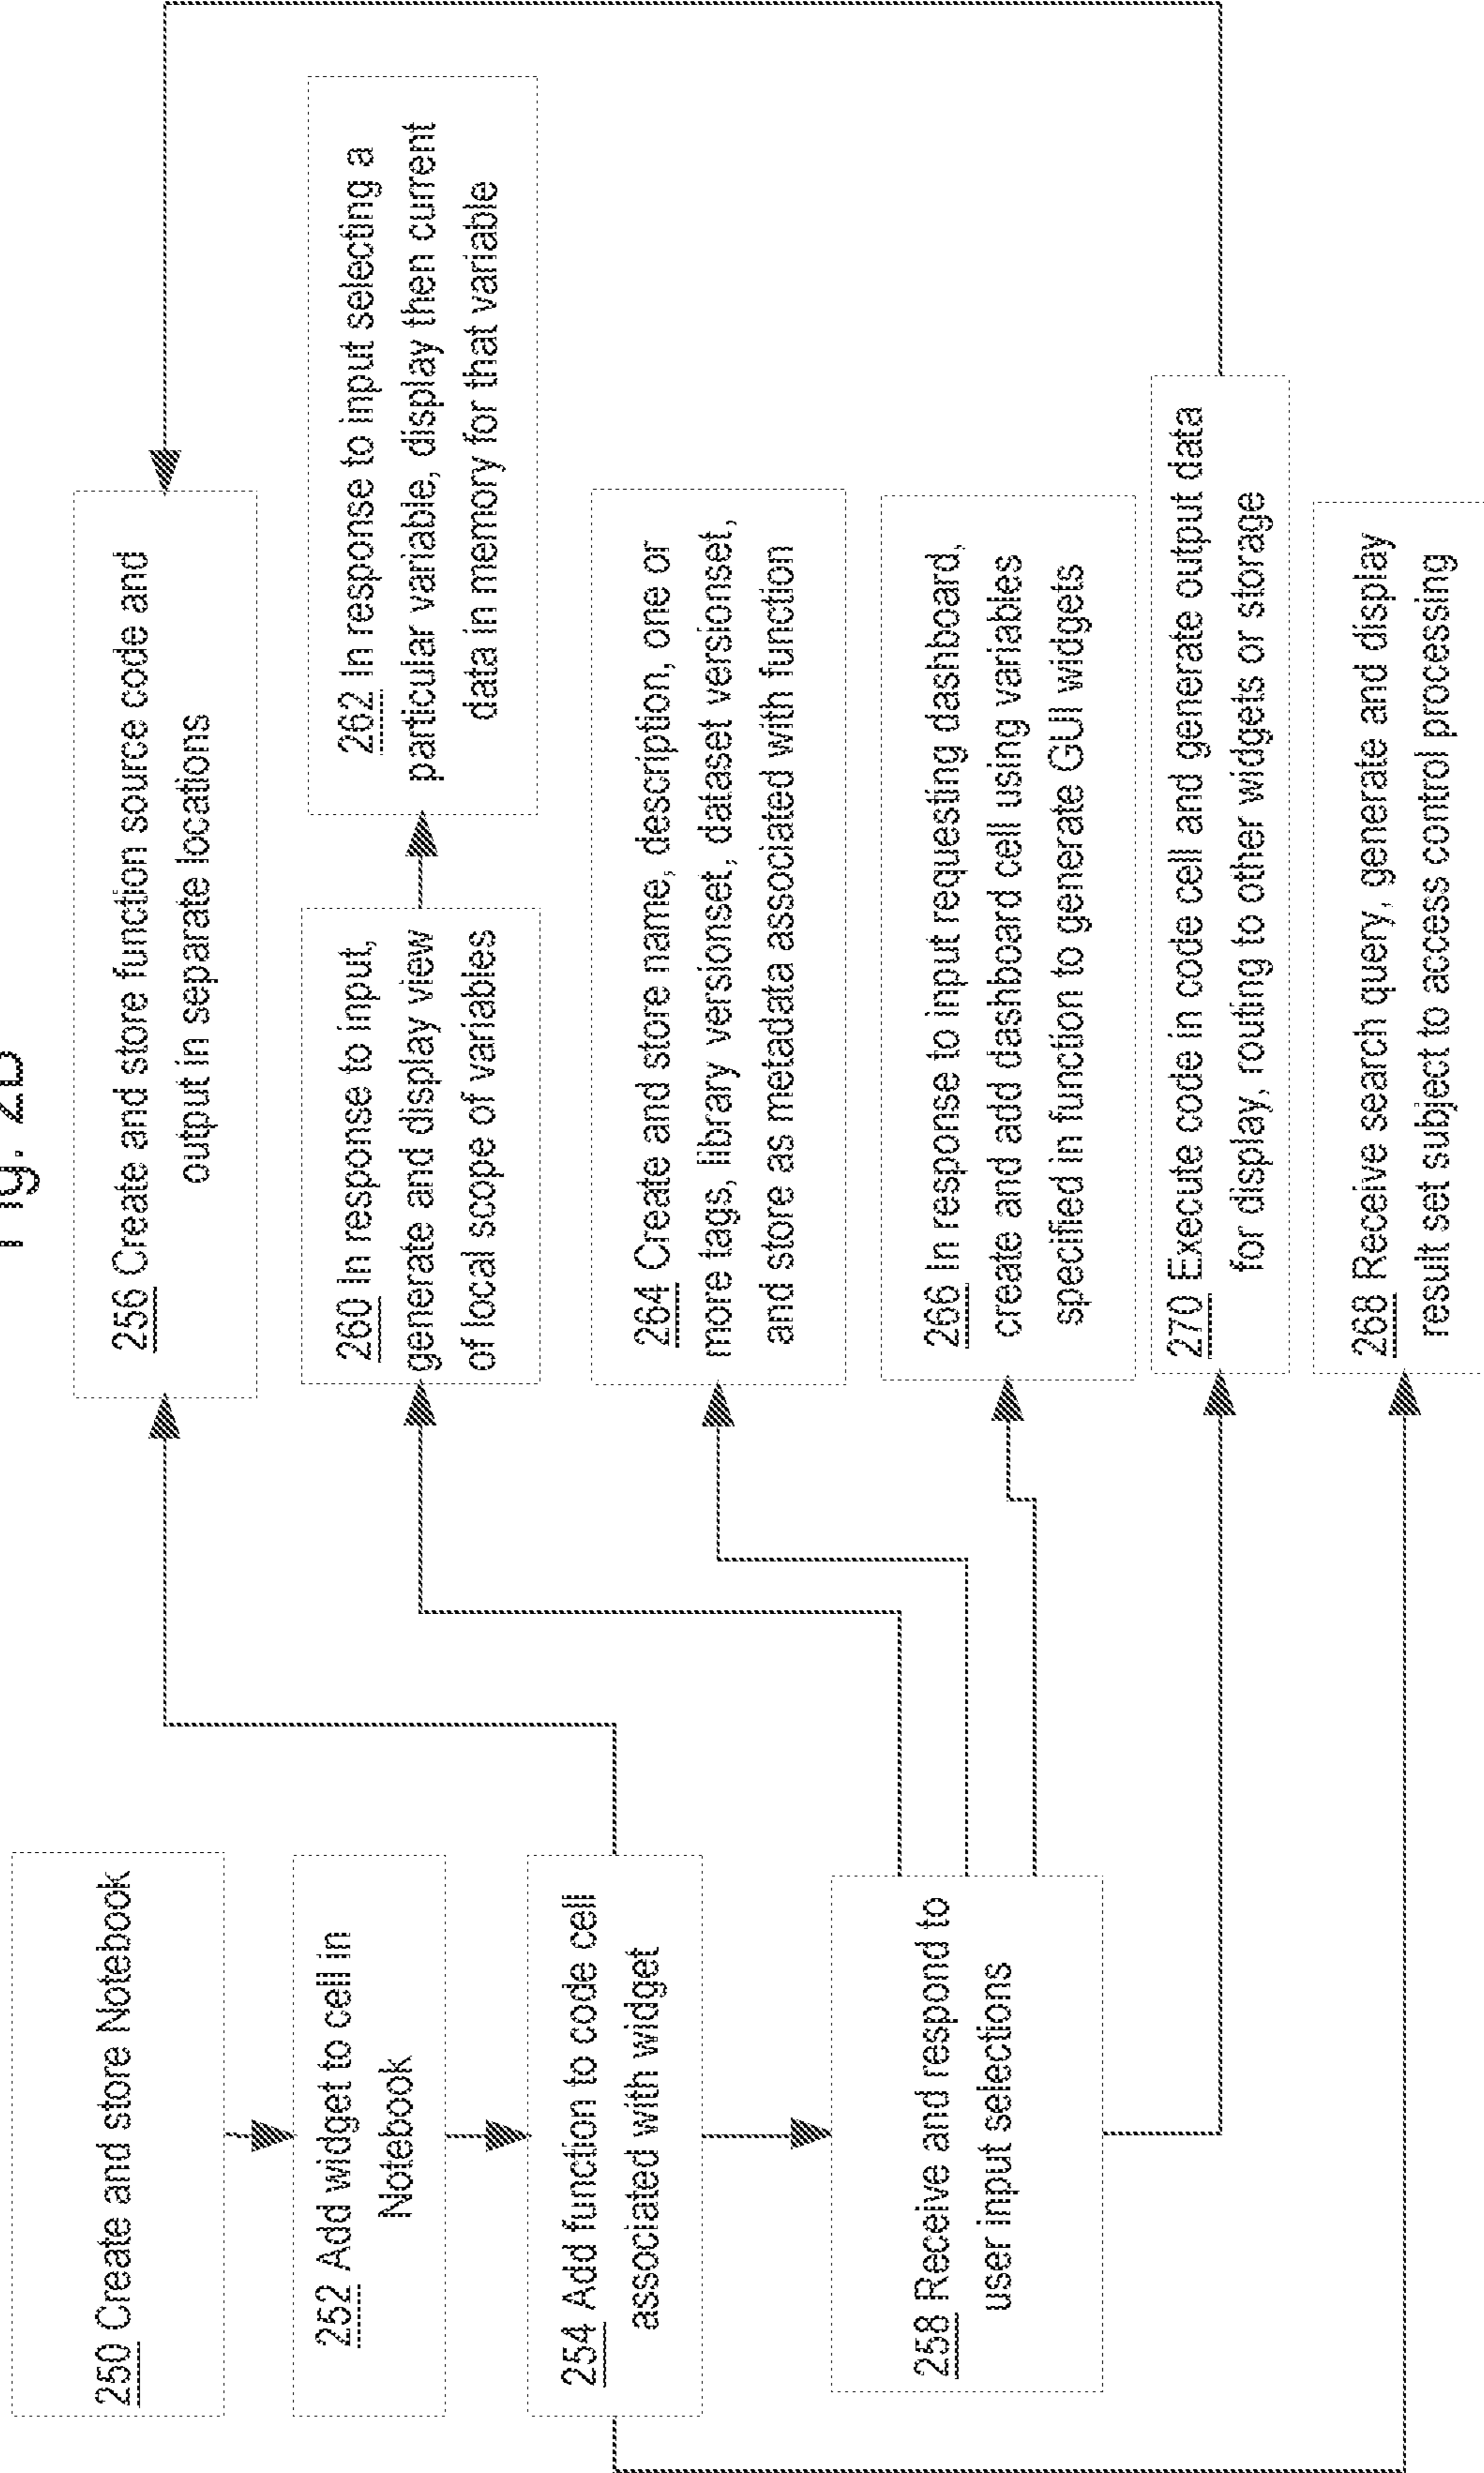 Fig. 2B
250 Create and store Notebook
252 Add widget to cell in
Notebook
254 Add function to code cell
associated with widget
258 Receive and respond to
user input selections
256 Create and store function source code and
output in separate locations
260 In response to input,
generate and display view
of local scope of variables
262 In response to input selecting a
particular variable, display then current
data in memory for that variable
264 Create and store name, description, one or
more tags, library versionset, dataset versionset,
and store as metadata associated with function
266 In response to input requesting dashboard,
create and add dashboard cell using variables
specified in function to generate GUI widgets
270 Execute code in code cell and generate output data
for display, routing to other widgets or storage
268 Receive search query, generate and display
result set subject to access control processing